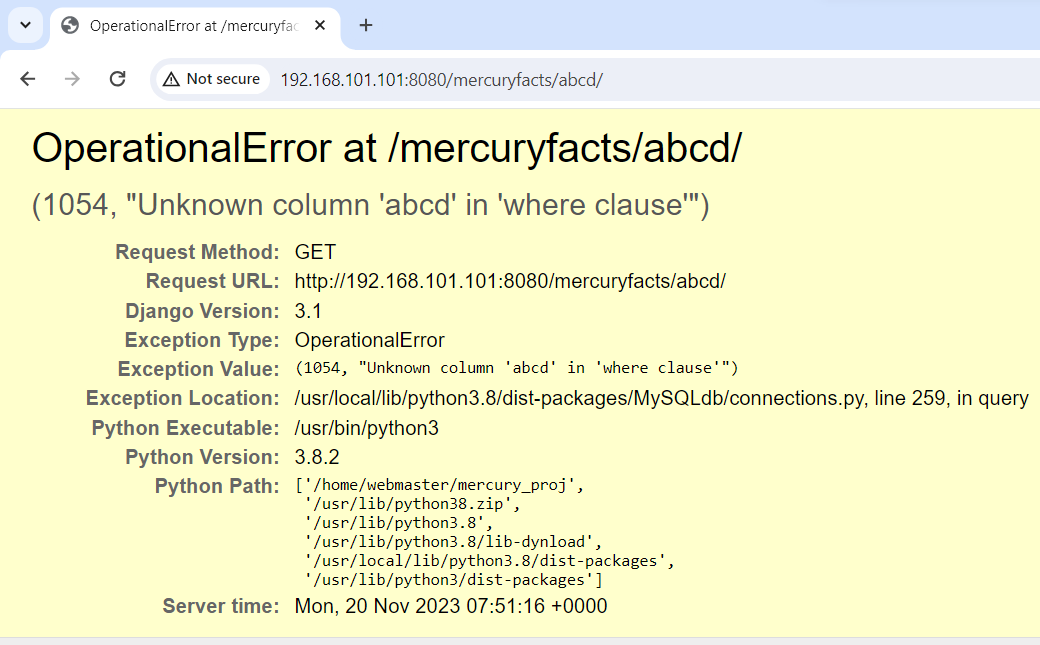 OperationalError at /mercuryfac
Not secure 192.168.101.101:8080/mercuryfacts/abcd/
OperationalError at /mercuryfacts/abcd/
(1054, "Unknown column 'abcd' in 'where clause'")
Request Method: GET
Request URL: http://192.168.101.101:8080/mercuryfacts/abcd/
Django Version: 3.1
Exception Type: OperationalError
Exception Value: (1054, "Unknown column 'abcd' in 'where clause'")
Exception Location: /usr/local/lib/python3.8/dist-packages/MySQLdb/connections.py, line 259, in query
Python Executable: /usr/bin/python3
Python Version: 3.8.2
Python Path: ['/home/webmaster/mercury_proj',
'/usr/lib/python38.zip',
'/usr/lib/python3.8',
'/usr/lib/python3.8/lib-dynload',
'/usr/local/lib/python3.8/dist-packages',
'/usr/lib/python3/dist-packages']
Server time: Mon, 20 Nov 2023 07:51:16 +0000